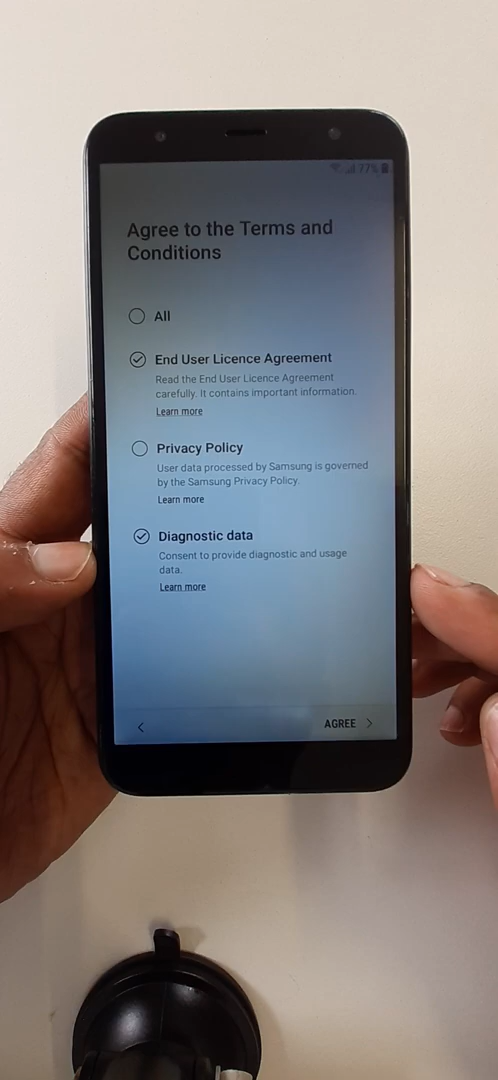 77%
Agree to the Terms and
Conditions
All
End User Licence Agreement
Read the End User Licence Agreement
carefully. It contains important information.
Learn more
Privacy Policy
User data processed by Samsung is governed
by the Samsung Privacy Policy.
Learn more
Diagnostic data
Consent to provide diagnostic and usage
data.
Learn more
AGREE